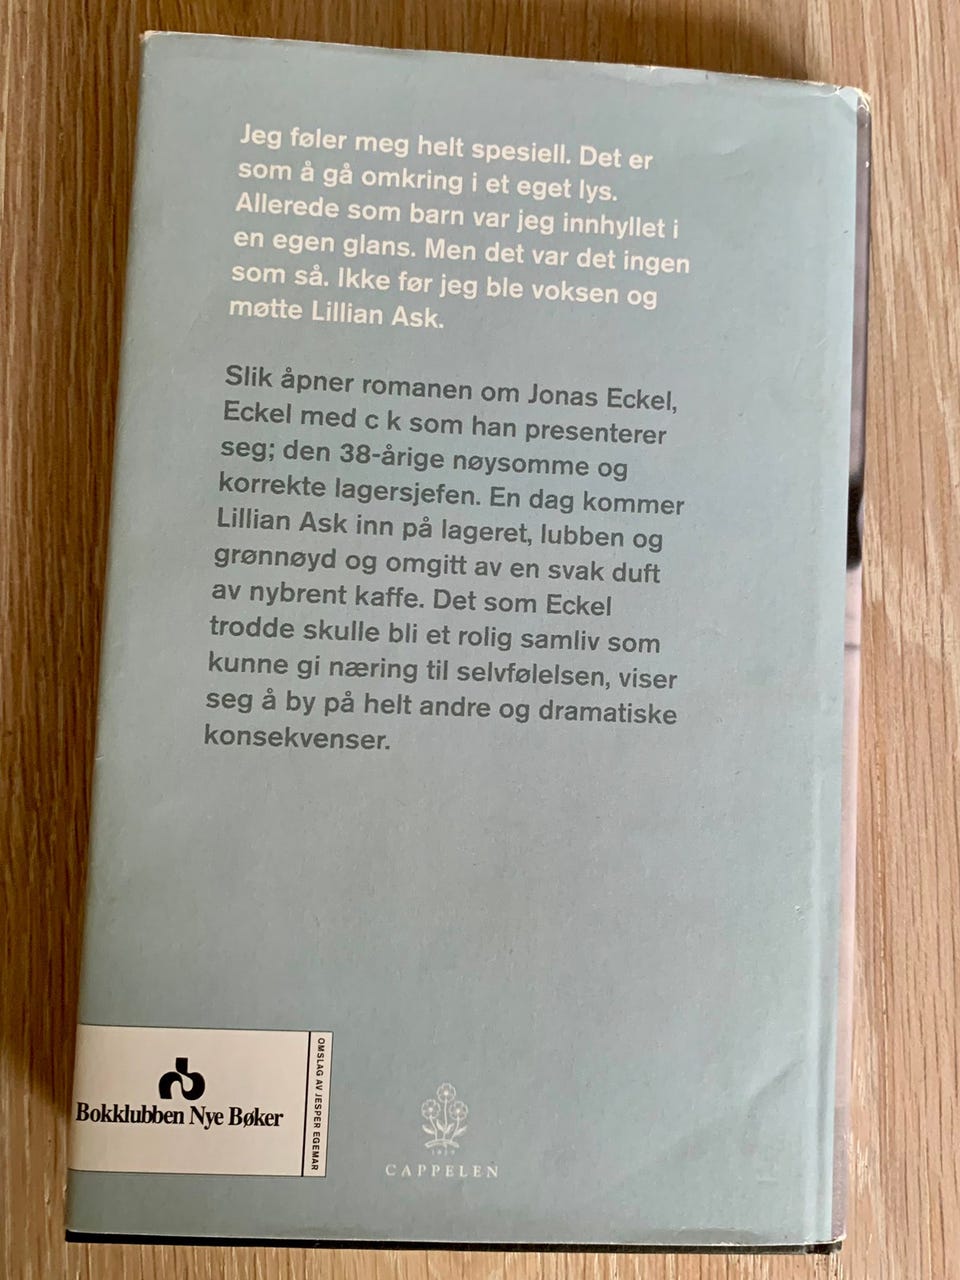 Jeg føler meg helt spesiell. Det er
som å gå omkring i et eget lys.
Allerede som barn var jeg innhyllet i
en egen glans. Men det var det ingen
som så. Ikke før jeg ble voksen og
møtte Lillian Ask.
Slik åpner romanen om Jonas Eckel,
Eckel med c k som han presenterer
seg; den 38-årige nøysomme og
korrekte lagersjefen. En dag kommer
Lillian Ask inn på lageret, lubben og
grønnøyd og omgitt av en svak duft
av nybrent kaffe. Det som Eckel
trodde skulle bli et rolig samliv som
kunne gi næring til selvfølelsen, viser
seg å by på helt andre og dramatiske
konsekvenser.
Bokklubben Nye Bøker
OMSLAG AV JESPER EGEMAR
1829
CAPPELEN